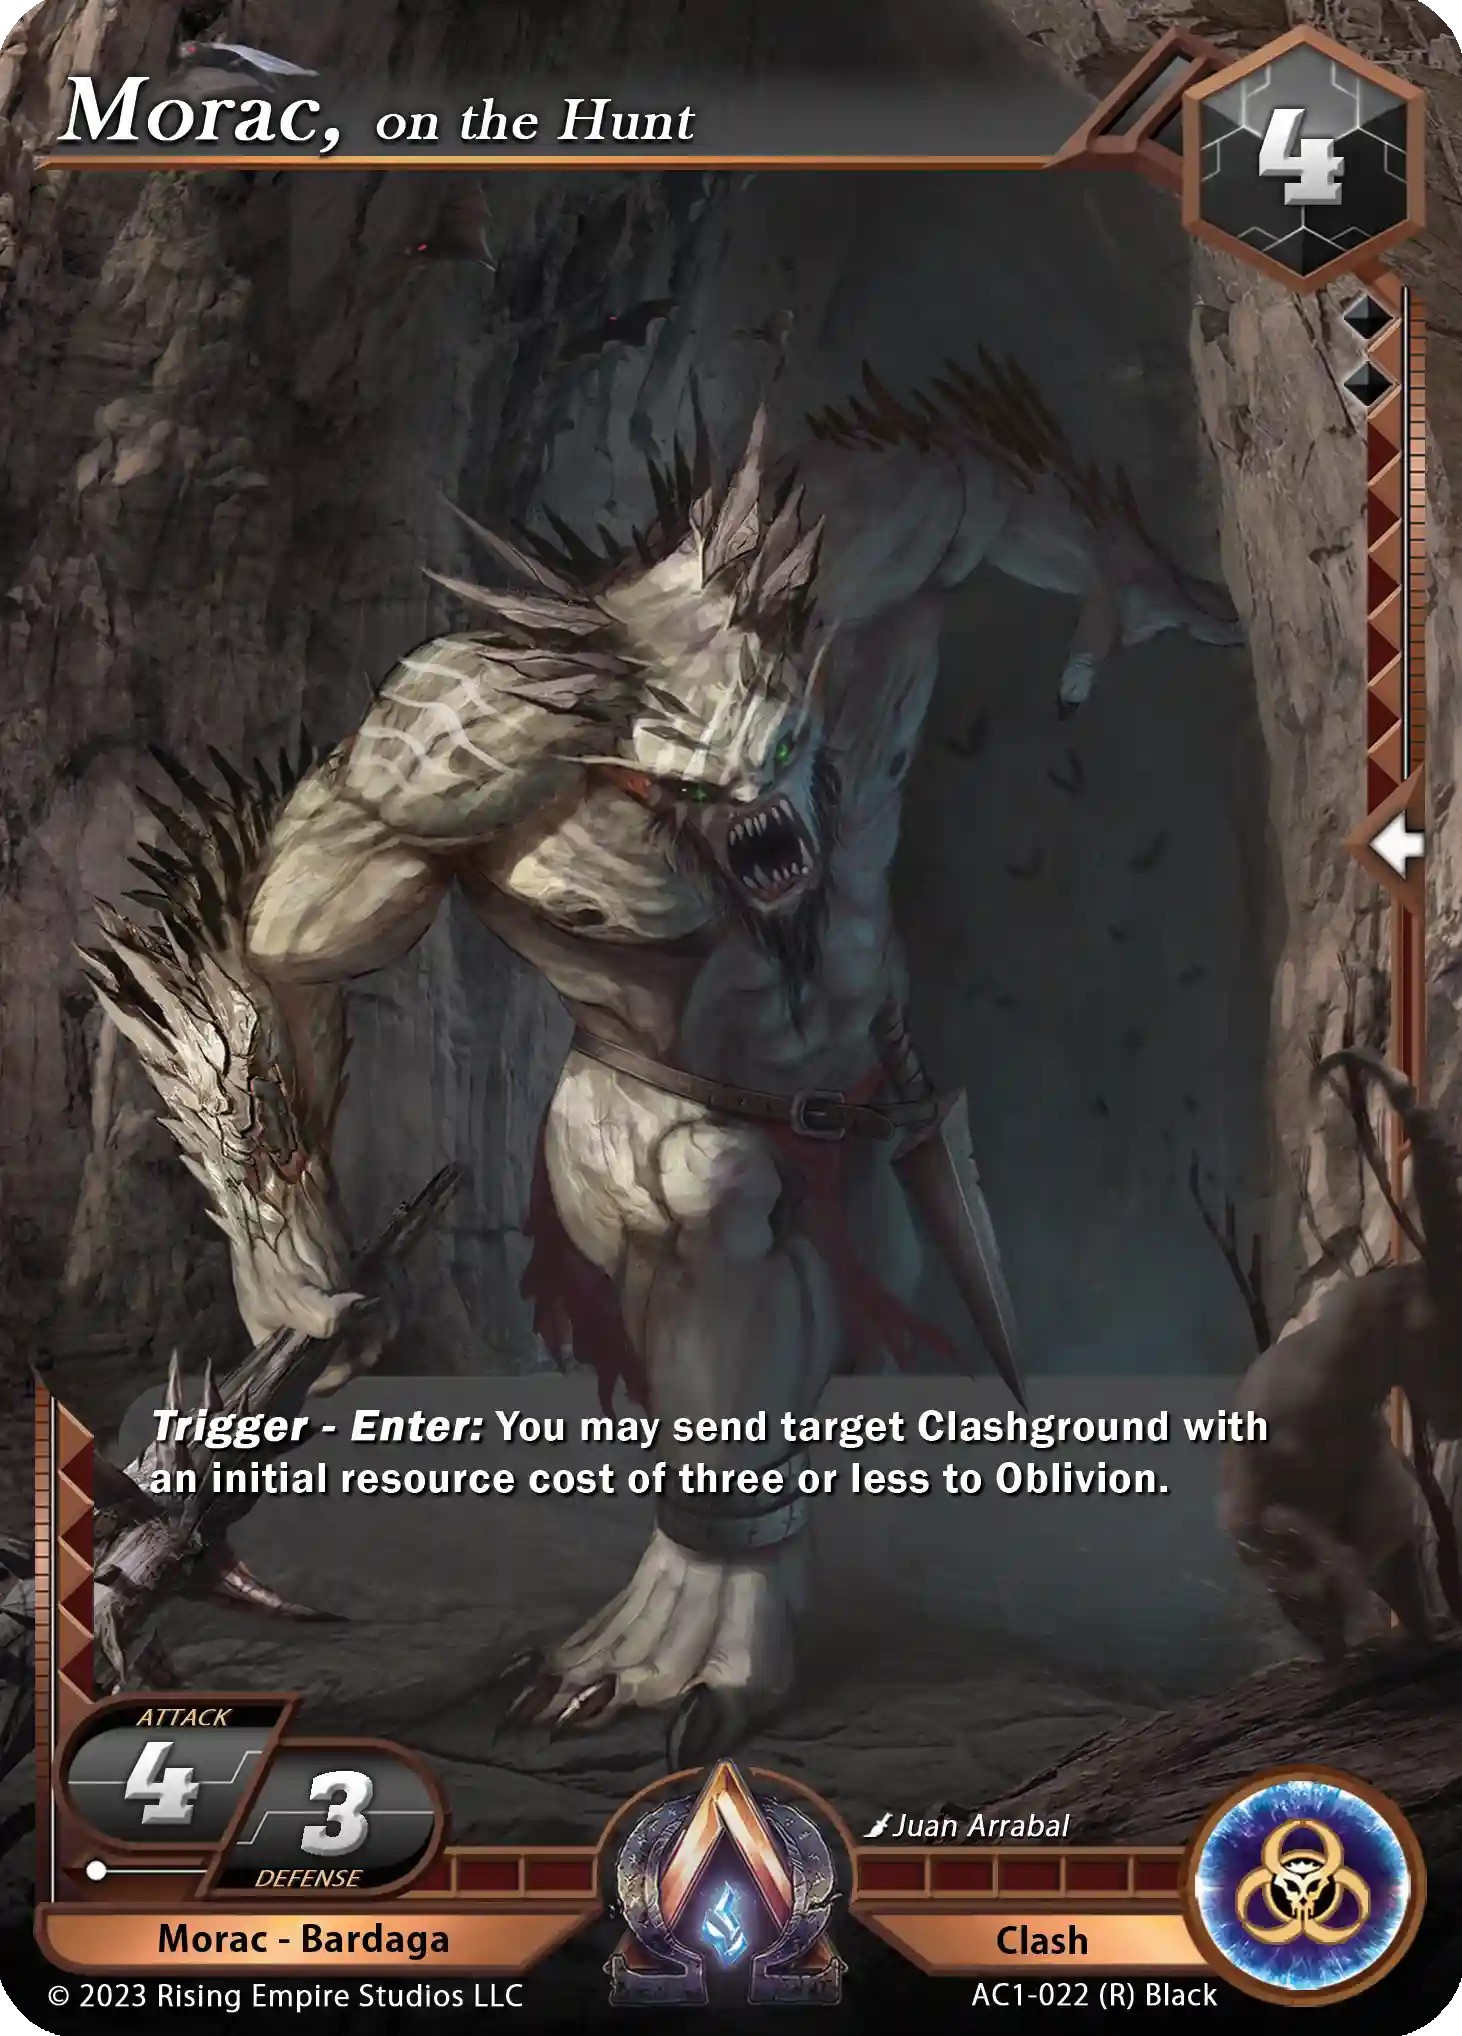 Morac, on the Hunt
4
Trigger - Enter: You may send target Clashground with
an initial resource cost of three or less to Oblivion.
ATTACK
4
3
DEFENSE
Juan Arrabal
Morac - Bardaga
Clash
© 2023 Rising Empire Studios LLC
AC1-022 (R) Black